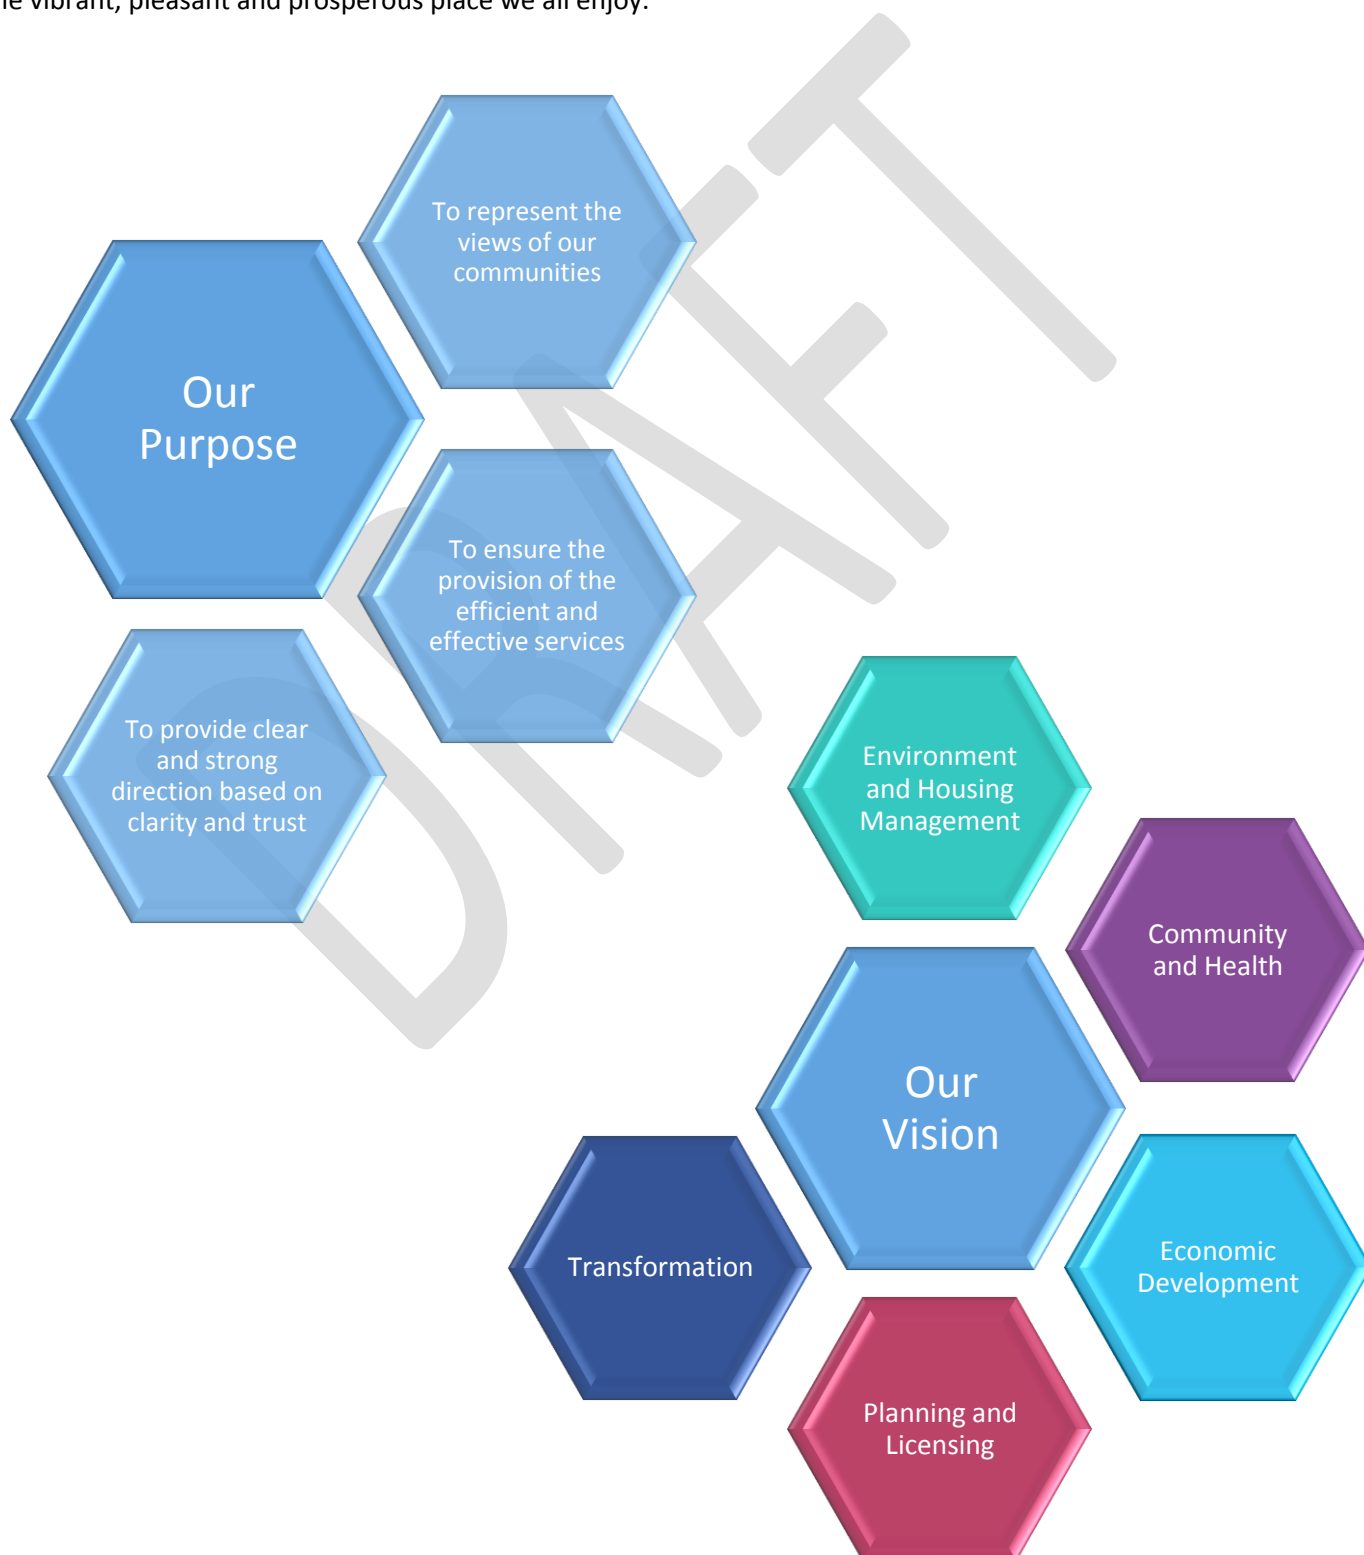 he vibrant, pleasant and prosperous place we all enjoy.
To represent the
views of our
communities
Our
Purpose
To ensure the
provision of the
efficient and
effective services
To provide clear
and strong
direction based on
clarity and trust
DRAFT
Environment
and Housing
Management
Community
and Health
Our
Vision
Transformation
Economic
Development
Planning and
Licensing